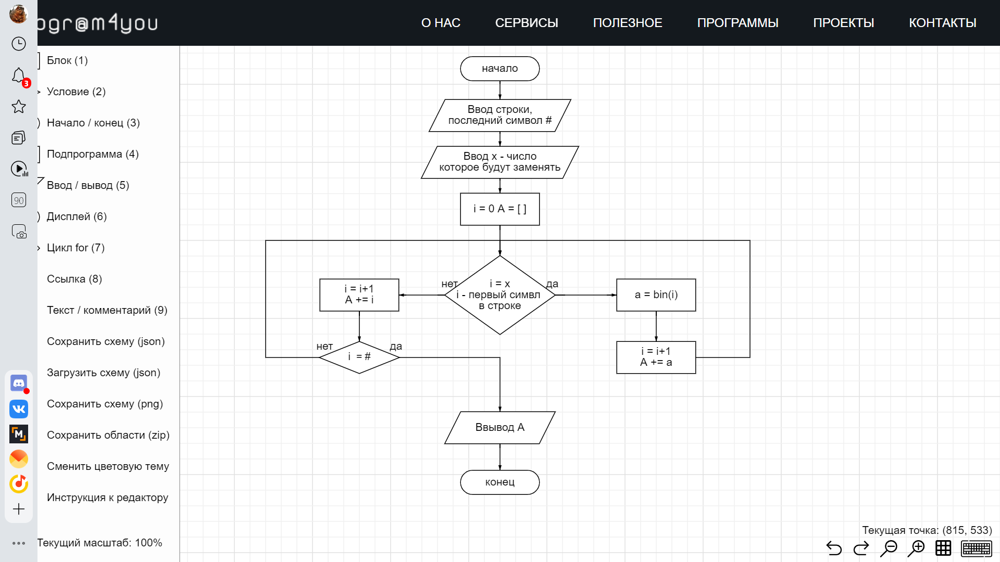 ogr@m4you
О НАС
СЕРВИСЫ
ПОЛЕЗНОЕ
ПРОГРАММЫ
ПРОЕКТЫ
КОНТАКТЫ
3
90
Блок (1)
Условие (2)
Начало / конец (3)
Подпрограмма (4)
Ввод / вывод (5)
Дисплей (6)
Цикл for (7)
Ссылка (8)
Текст / комментарий (9)
Сохранить схему (json)
Загрузить схему (json)
Сохранить схему (png)
Сохранить области (zip)
Сменить цветовую тему
Инструкция к редактору
Текущий масштаб: 100%
начало
Ввод строки,
последний символ #
Ввод x - число
которое будут заменять
i = 0 A = [ ]
нет
i = x
i - первый симвл
в строке
да
i = i+1
A += i
a = bin(i)
нет
i = #
да
i = i+1
A += a
Ввывод A
конец
Текущая точка: (815, 533)